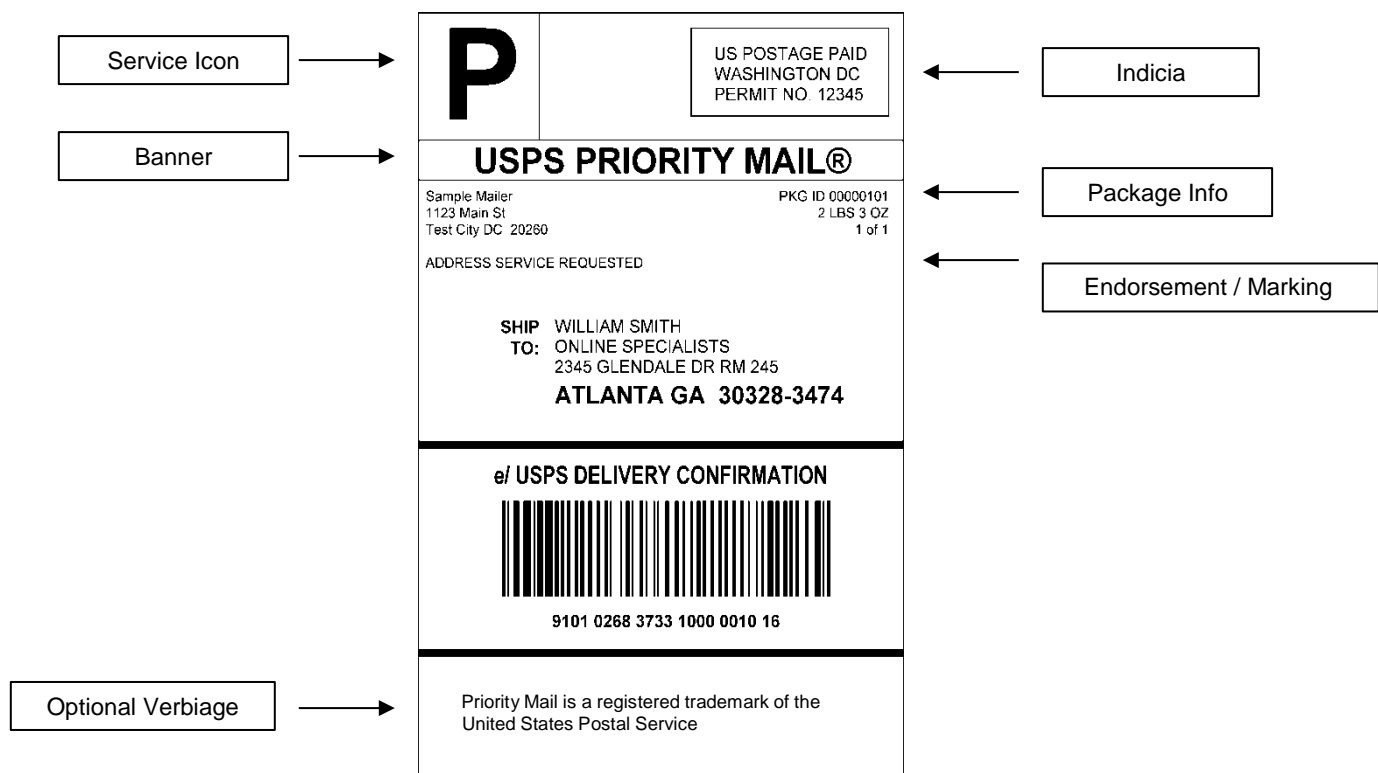 Service Icon
P
US POSTAGE PAID
WASHINGTON DC
PERMIT NO. 12345
Indicia
Banner
USPS PRIORITY MAIL®
Sample Mailer
1123 Main St
Test City DC 20260
PKG ID 00000101
2 LBS 3 OZ
1 of 1
Package Info
ADDRESS SERVICE REQUESTED
Endorsement / Marking
SHIP TO:
WILLIAM SMITH
ONLINE SPECIALISTS
2345 GLENDALE DR RM 245
ATLANTA GA 30328-3474
e/ USPS DELIVERY CONFIRMATION
9101 0268 3733 1000 0010 16
Optional Verbiage
Priority Mail is a registered trademark of the
United States Postal Service